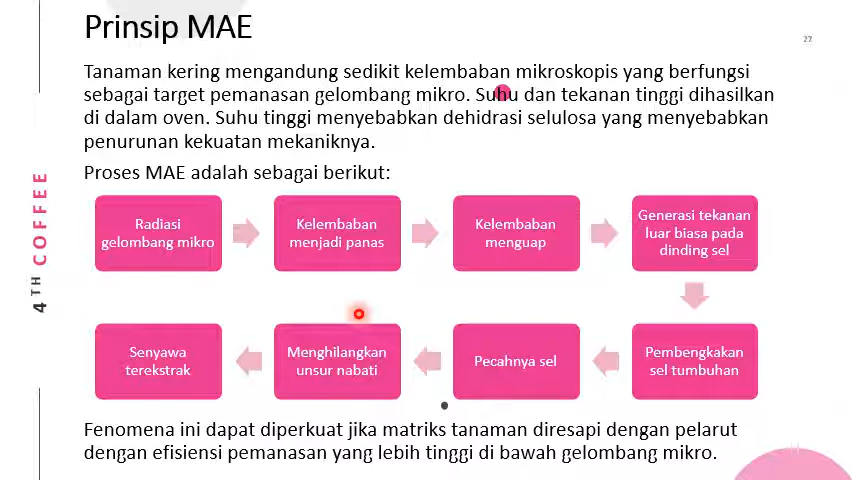 Prinsip MAE
27
Tanaman kering mengandung sedikit kelembaban mikroskopis yang berfungsi
sebagai target pemanasan gelombang mikro. Suhu dan tekanan tinggi dihasilkan
di dalam oven. Suhu tinggi menyebabkan dehidrasi selulosa yang menyebabkan
penurunan kekuatan mekaniknya.
Proses MAE adalah sebagai berikut:
Radiasi
gelombang mikro
Kelembaban
menjadi panas
Kelembaban
menguap
Generasi tekanan
luar biasa pada
dinding sel
Pembengkakan
sel tumbuhan
Pecahnya sel
Menghilangkan
unsur nabati
Senyawa
terekstrak
Fenomena ini dapat diperkuat jika matriks tanaman diresapi dengan pelarut
dengan efisiensi pemanasan yang lebih tinggi di bawah gelombang mikro.
4TH COFFEE